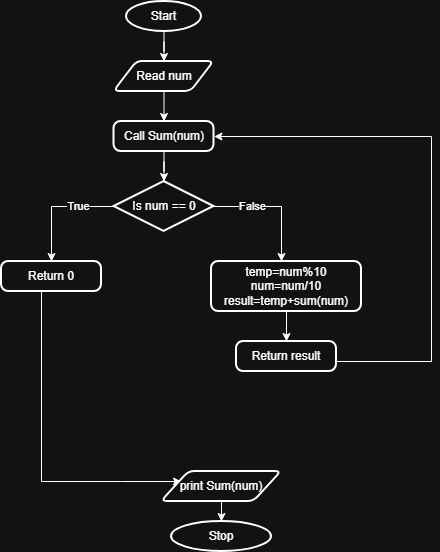 Start
Read num
Call Sum(num)
Is num == 0
True
False
Return 0
temp=num%10
num=num/10
result=temp+sum(num)
Return result
print Sum(num)
Stop